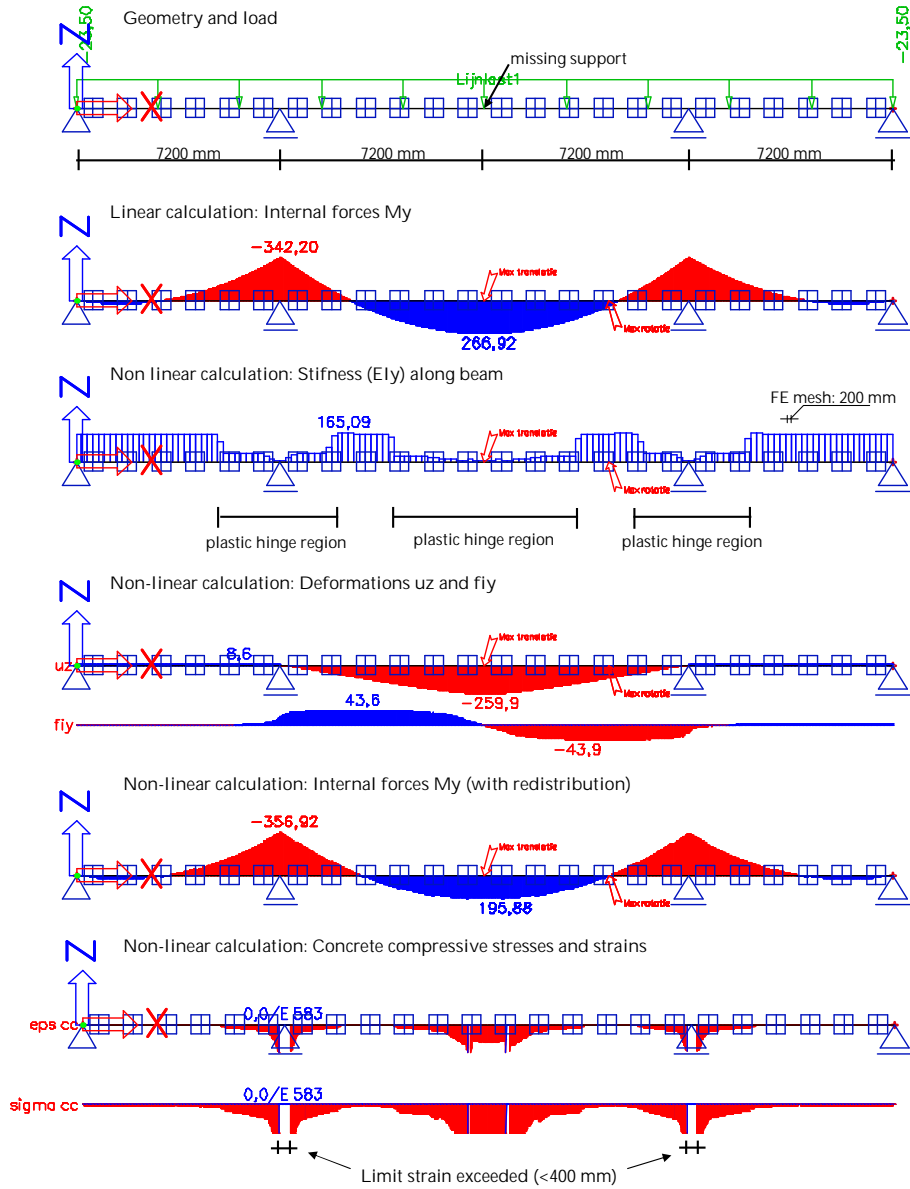 Geometry and load
Z
-23,50
-23,50
missing support
Lijnlast1
7200 mm 7200 mm 7200 mm 7200 mm
Linear calculation: Internal forces My
Z
-342,20
Max translatie
266,92
Max rotatie
Non linear calculation: Stifness (EIy) along beam
Z
FE mesh: 200 mm
165,09
Max translatie
Max rotatie
plastic hinge region plastic hinge region plastic hinge region
Non-linear calculation: Deformations uz and fiy
Z
8,6
Max translatie
uz
Max rotatie
43,6
-259,9
fiy
-43,9
Non-linear calculation: Internal forces My (with redistribution)
Z
-356,92
Max translatie
195,88
Max rotatie
Non-linear calculation: Concrete compressive stresses and strains
Z
0,0/E 583
eps cc
0,0/E 583
sigma cc
Limit strain exceeded (<400 mm)